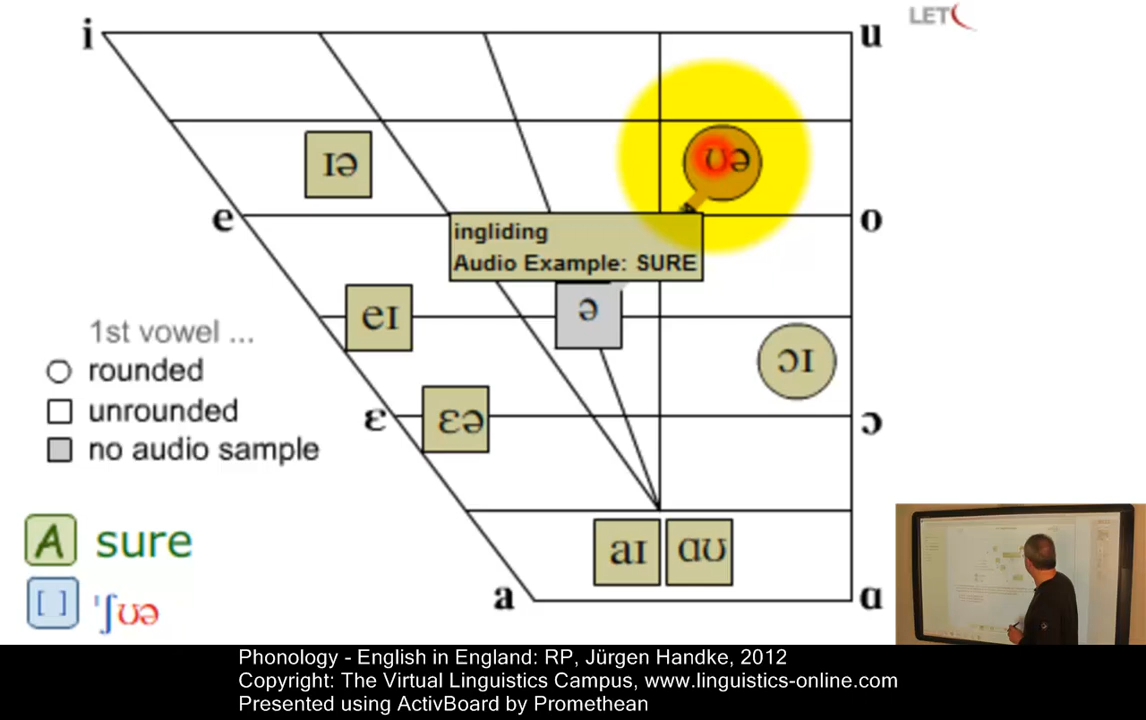 LET
i
u
ɪə
ʊə
e
o
ingliding
Audio Example: SURE
eɪ
ə
1st vowel ...
rounded
unrounded
no audio sample
ɔɪ
ɛ
ɛə
ɔ
A sure
aɪ
ɑʊ
[ ] ˈʃʊə
a
ɑ
Phonology - English in England: RP, Jürgen Handke, 2012
Copyright: The Virtual Linguistics Campus, www.linguistics-online.com
Presented using ActivBoard by Promethean